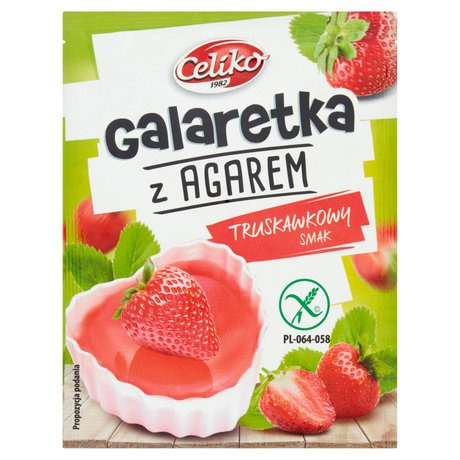 Celiko
1982
Galaretka
z AGAREM
TRUSKAWKOWY
SMAK
PL-064-058
Propozycja podania